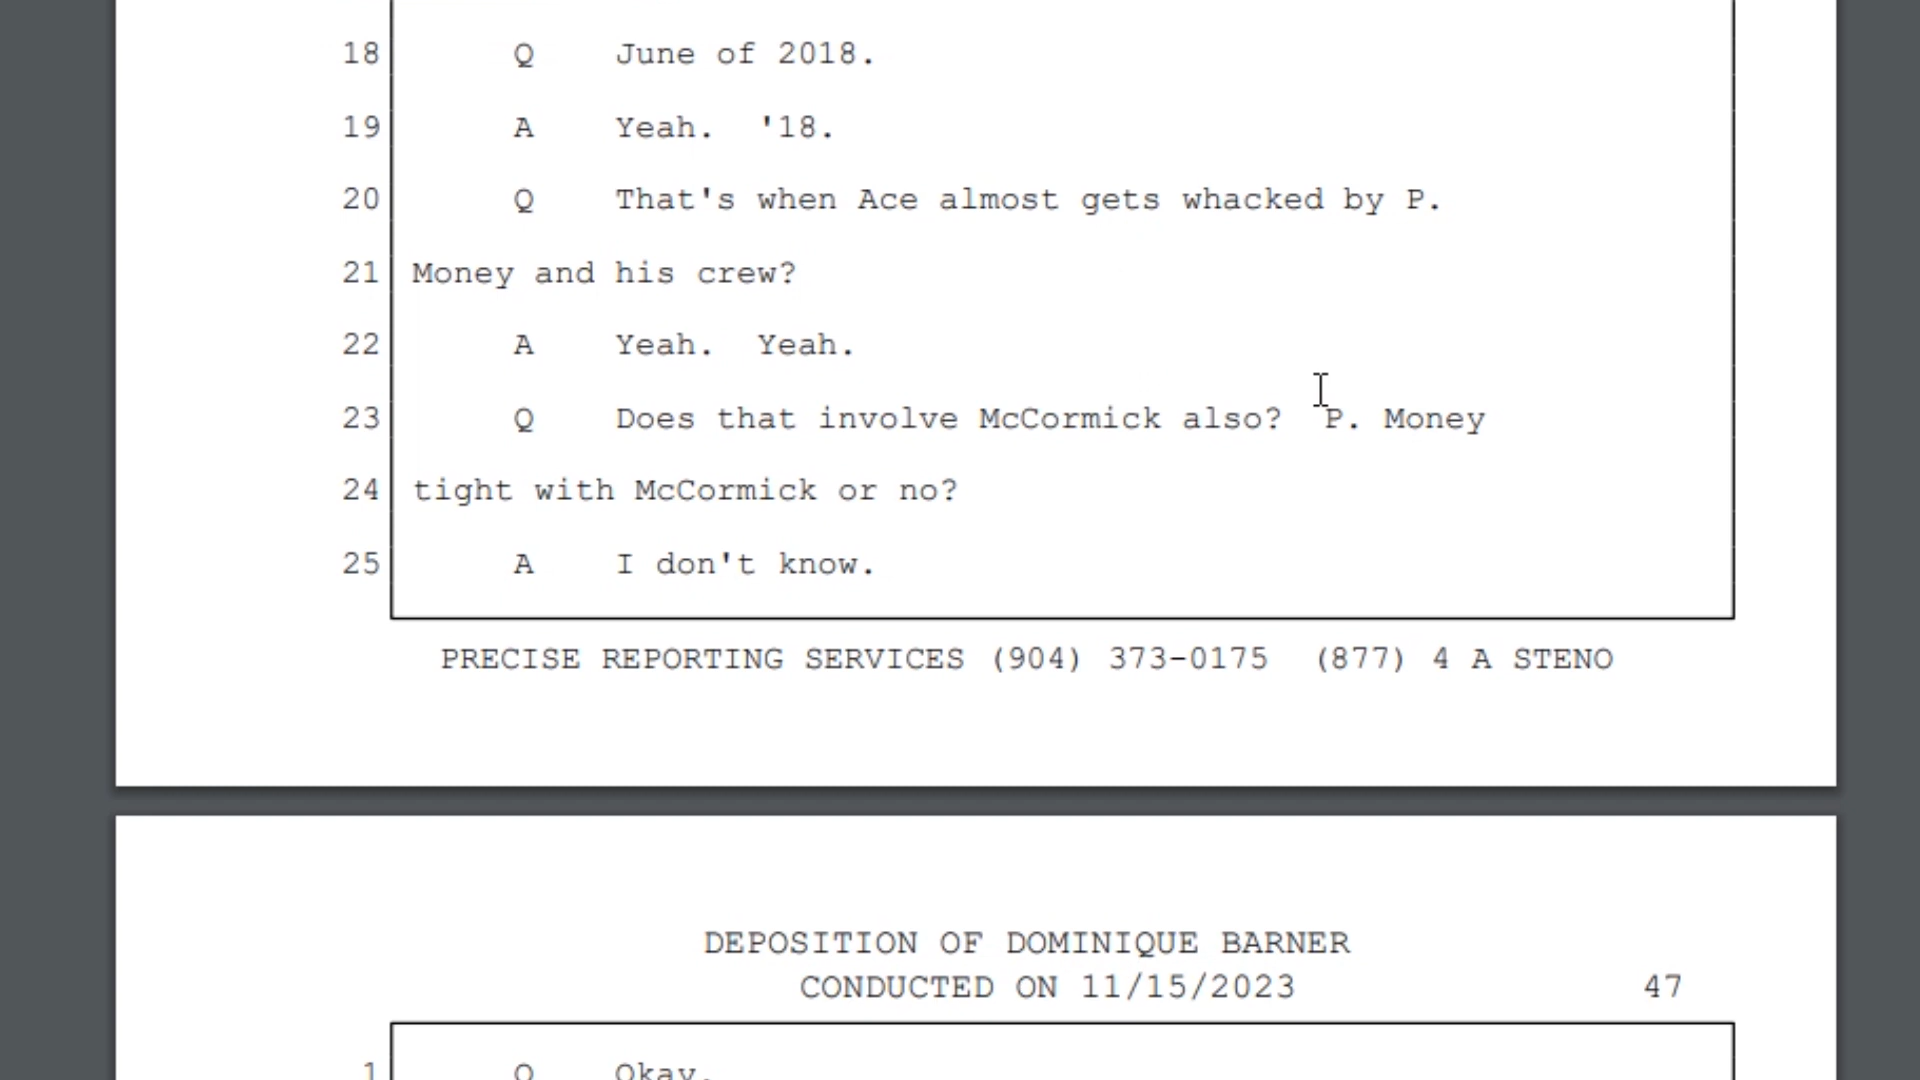 18 Q June of 2018.
19 A Yeah. '18.
20 Q That's when Ace almost gets whacked by P.
21 Money and his crew?
22 A Yeah. Yeah.
23 Q Does that involve McCormick also? P. Money
24 tight with McCormick or no?
25 A I don't know.
PRECISE REPORTING SERVICES (904) 373-0175 (877) 4 A STENO
DEPOSITION OF DOMINIQUE BARNER
CONDUCTED ON 11/15/2023 47
1 Q Okay.